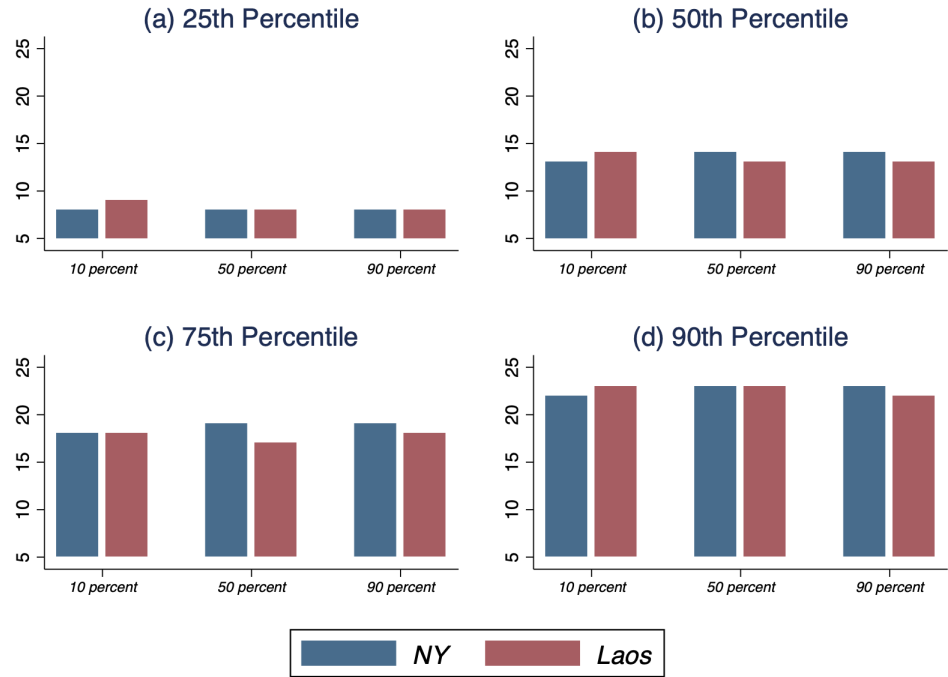 (a) 25th Percentile
25
20
15
10
5
10 percent
50 percent
90 percent
(b) 50th Percentile
25
20
15
10
5
10 percent
50 percent
90 percent
(c) 75th Percentile
25
20
15
10
5
10 percent
50 percent
90 percent
(d) 90th Percentile
25
20
15
10
5
10 percent
50 percent
90 percent
NY
Laos